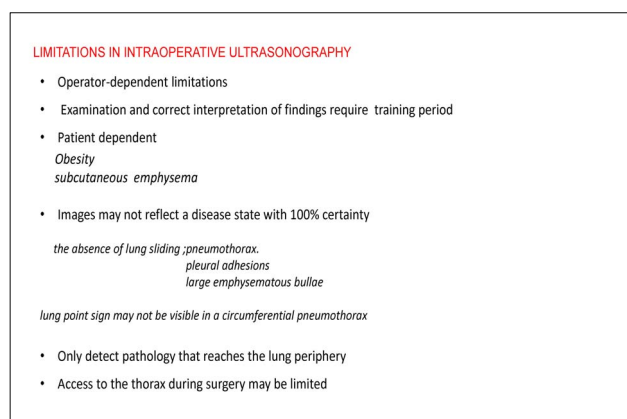 LIMITATIONS IN INTRAOPERATIVE ULTRASONOGRAPHY
• Operator-dependent limitations
• Examination and correct interpretation of findings require training period
• Patient dependent
Obesity
subcutaneous emphysema
• Images may not reflect a disease state with 100% certainty
the absence of lung sliding ;pneumothorax.
pleural adhesions
large emphysematous bullae
lung point sign may not be visible in a circumferential pneumothorax
• Only detect pathology that reaches the lung periphery
• Access to the thorax during surgery may be limited